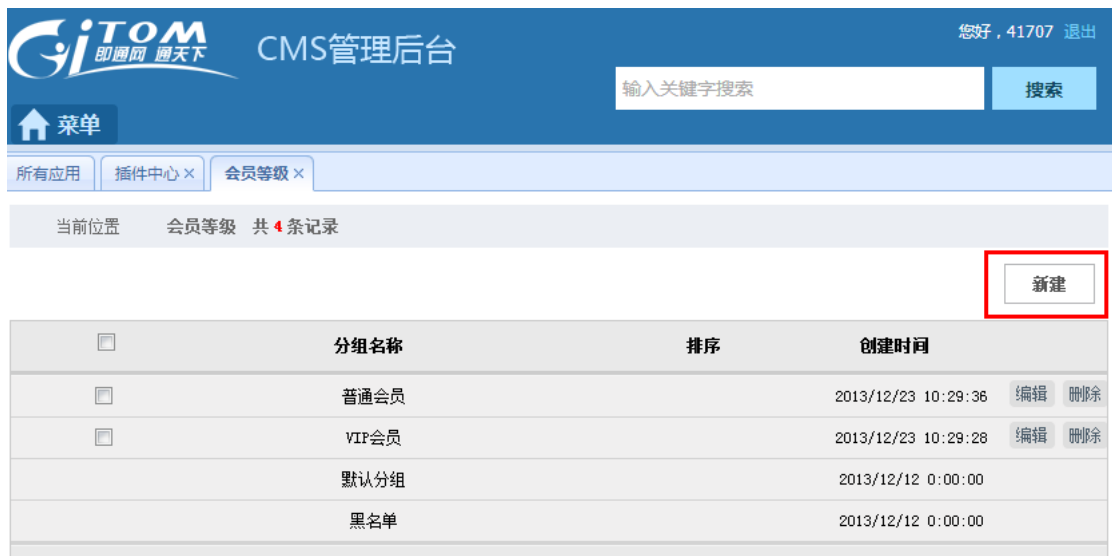 GiTOM
即通网 通天下
CMS管理后台
您好，41707 退出
输入关键字搜索 搜索
菜单
所有应用 插件中心 × 会员等级 ×
当前位置 会员等级 共 4 条记录
新建
分组名称 排序 创建时间
普通会员 2013/12/23 10:29:36 编辑 删除
VIP会员 2013/12/23 10:29:28 编辑 删除
默认分组 2013/12/12 0:00:00
黑名单 2013/12/12 0:00:00